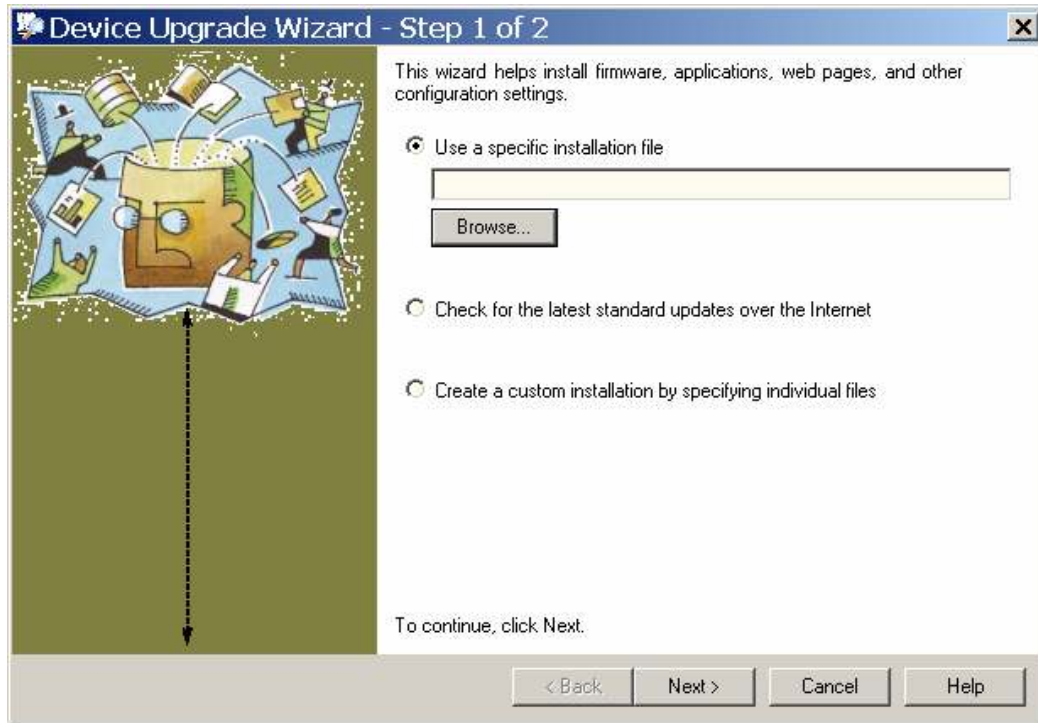 Device Upgrade Wizard - Step 1 of 2
This wizard helps install firmware, applications, web pages, and other
configuration settings.
Use a specific installation file
Browse...
Check for the latest standard updates over the Internet
Create a custom installation by specifying individual files
To continue, click Next.
< Back
Next >
Cancel
Help